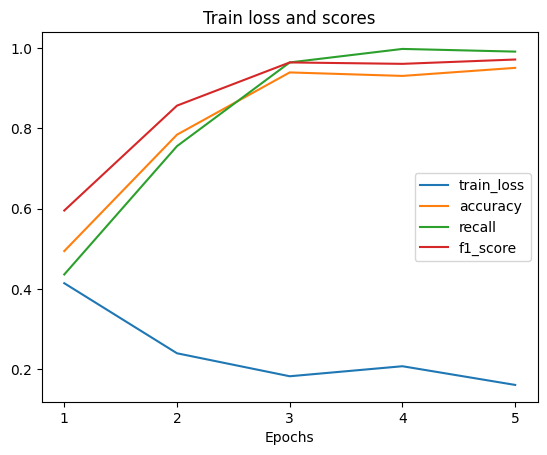 Train loss and scores
1.0
0.8
0.6
0.4
0.2
train_loss
accuracy
recall
f1_score
1 2 3 4 5
Epochs